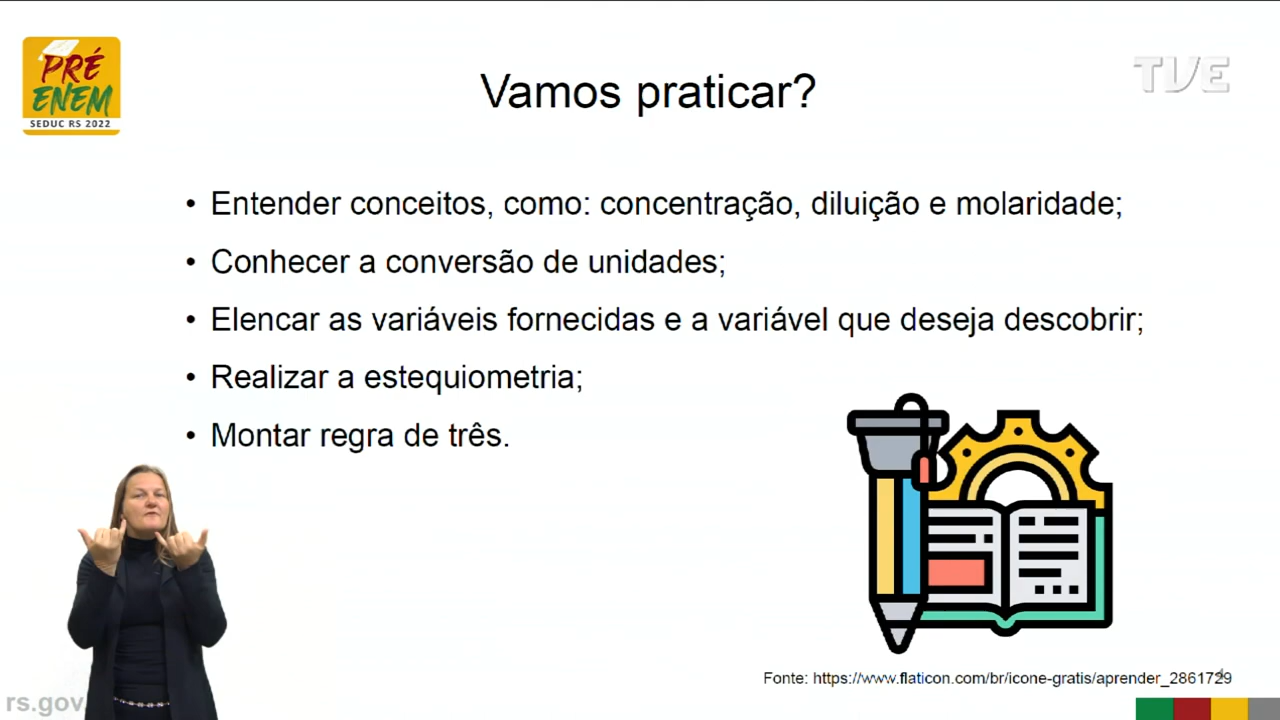 PRÉ
ENEM
SEDUC RS 2022
TVE
Vamos praticar?
• Entender conceitos, como: concentração, diluição e molaridade;
• Conhecer a conversão de unidades;
• Elencar as variáveis fornecidas e a variável que deseja descobrir;
• Realizar a estequiometria;
• Montar regra de três.
Fonte: https://www.flaticon.com/br/icone-gratis/aprender_2861729
rs.gov.